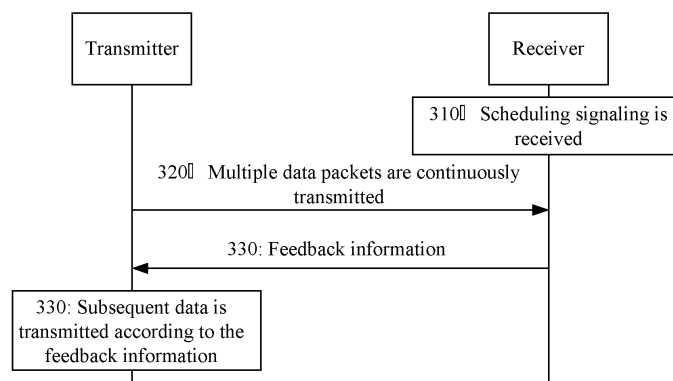 Transmitter
Receiver
310▯ Scheduling signaling is
received
320▯ Multiple data packets are continuously
transmitted
330: Feedback information
330: Subsequent data is
transmitted according to the
feedback information